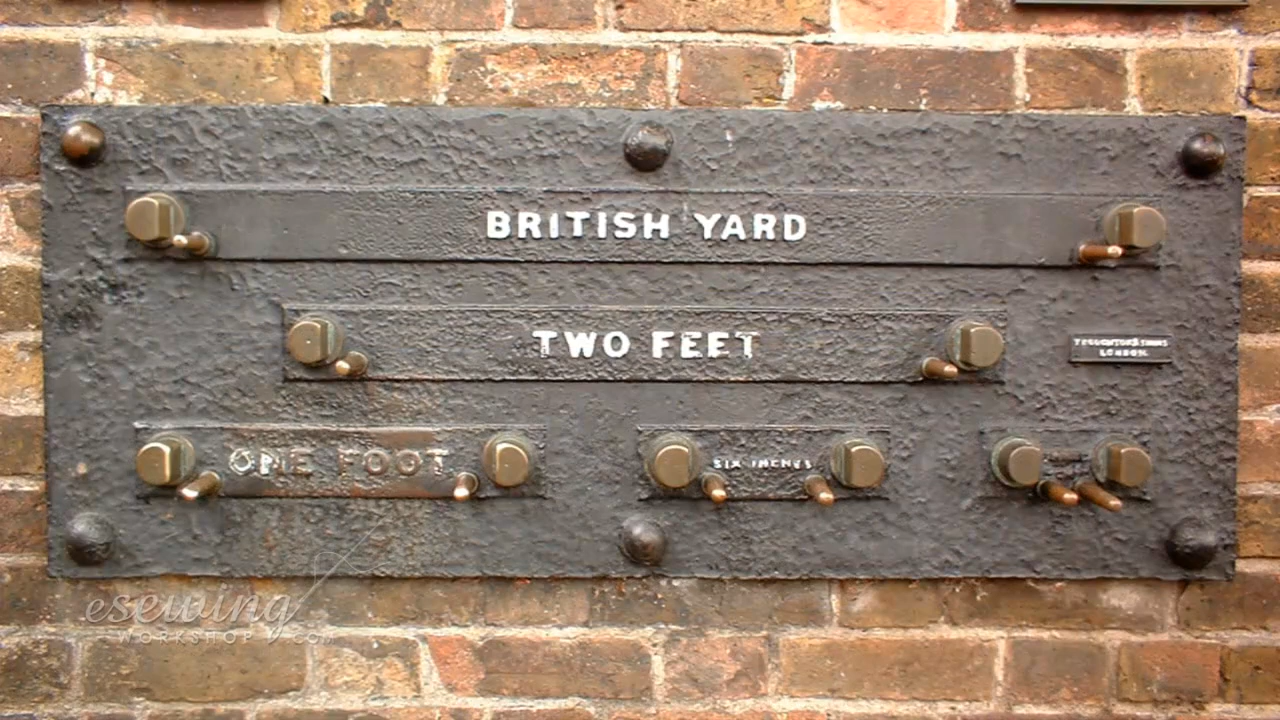 BRITISH YARD
TWO FEET
TROUGHTON & SIMMS
LONDON
ONE FOOT
SIX INCHES
esewing
WORKSHOP.COM